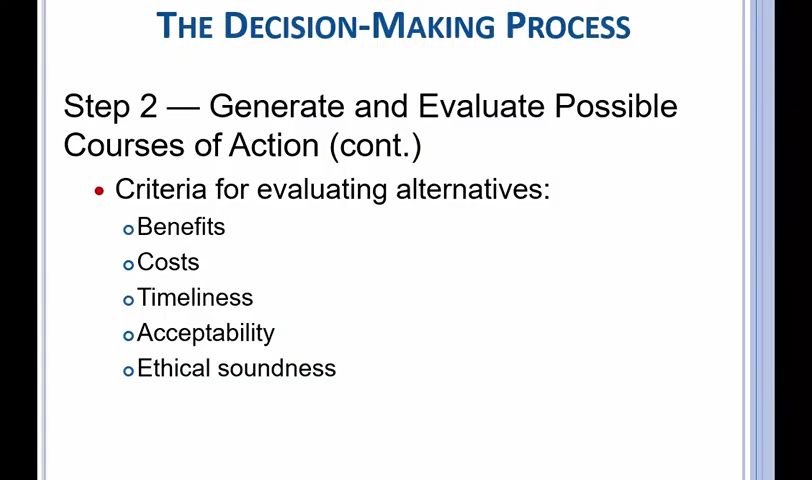 THE DECISION-MAKING PROCESS
Step 2 — Generate and Evaluate Possible
Courses of Action (cont.)
• Criteria for evaluating alternatives:
Benefits
Costs
Timeliness
Acceptability
Ethical soundness